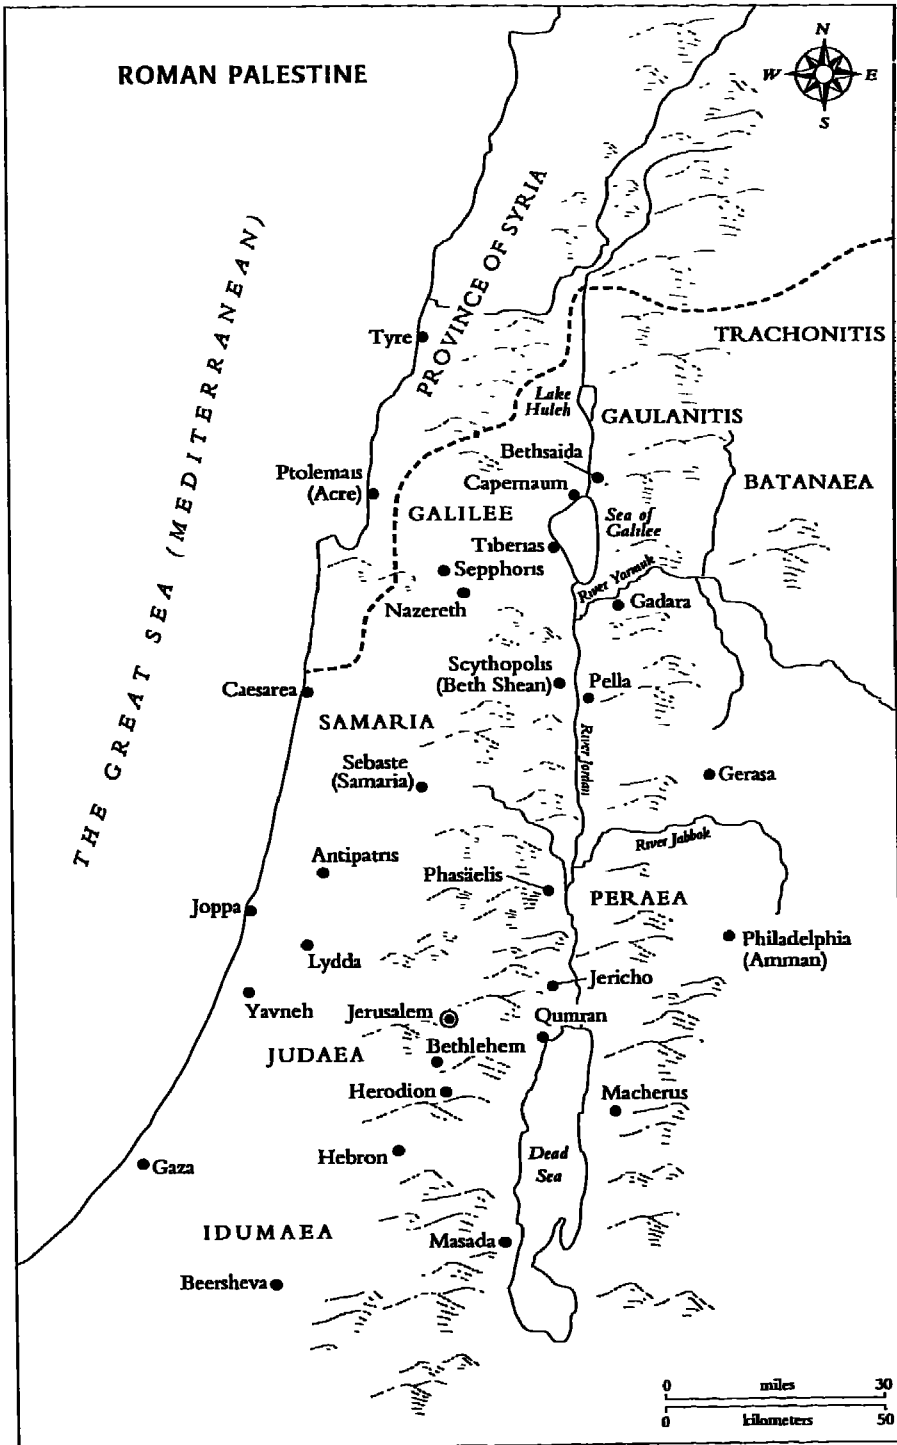 ROMAN PALESTINE
N
W
E
S
THE GREAT SEA (MEDITERRANEAN)
PROVINCE OF SYRIA
Tyre
TRACHONITIS
Lake
Huleh
GAULANITIS
Bethsaida
BATANAEA
Ptolemais
(Acre)
Capernaum
GALILEE
Sea of
Galilee
Tiberias
Sepphoris
River Yarmuk
Nazereth
Gadara
Scythopolis
(Beth Shean)
Pella
Caesarea
SAMARIA
River Jordan
Sebaste
(Samaria)
Gerasa
River Jabbok
Antipatris
Phasäelis
PERAEA
Joppa
Philadelphia
(Amman)
Lydda
Jericho
Yavneh
Jerusalem
Qumran
JUDAEA
Bethlehem
Herodion
Macherus
Hebron
Dead
Sea
Gaza
IDUMAEA
Masada
Beersheva
0 miles 30
0 kilometers 50